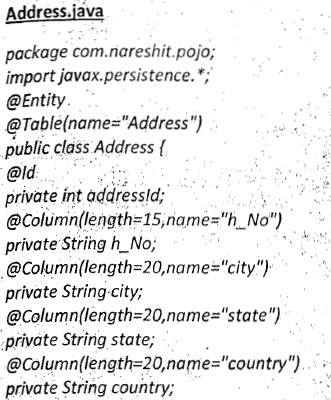 Address.java
package com.nareshit.pojo;
import javax.persistence.*;
@Entity
@Table(name="Address")
public class Address {
@Id
private int addressId;
@Column(length=15,name="h_No")
private String h_No;
@Column(length=20,name="city")
private String city;
@Column(length=20,name="state")
private String state;
@Column(length=20,name="country")
private String country;